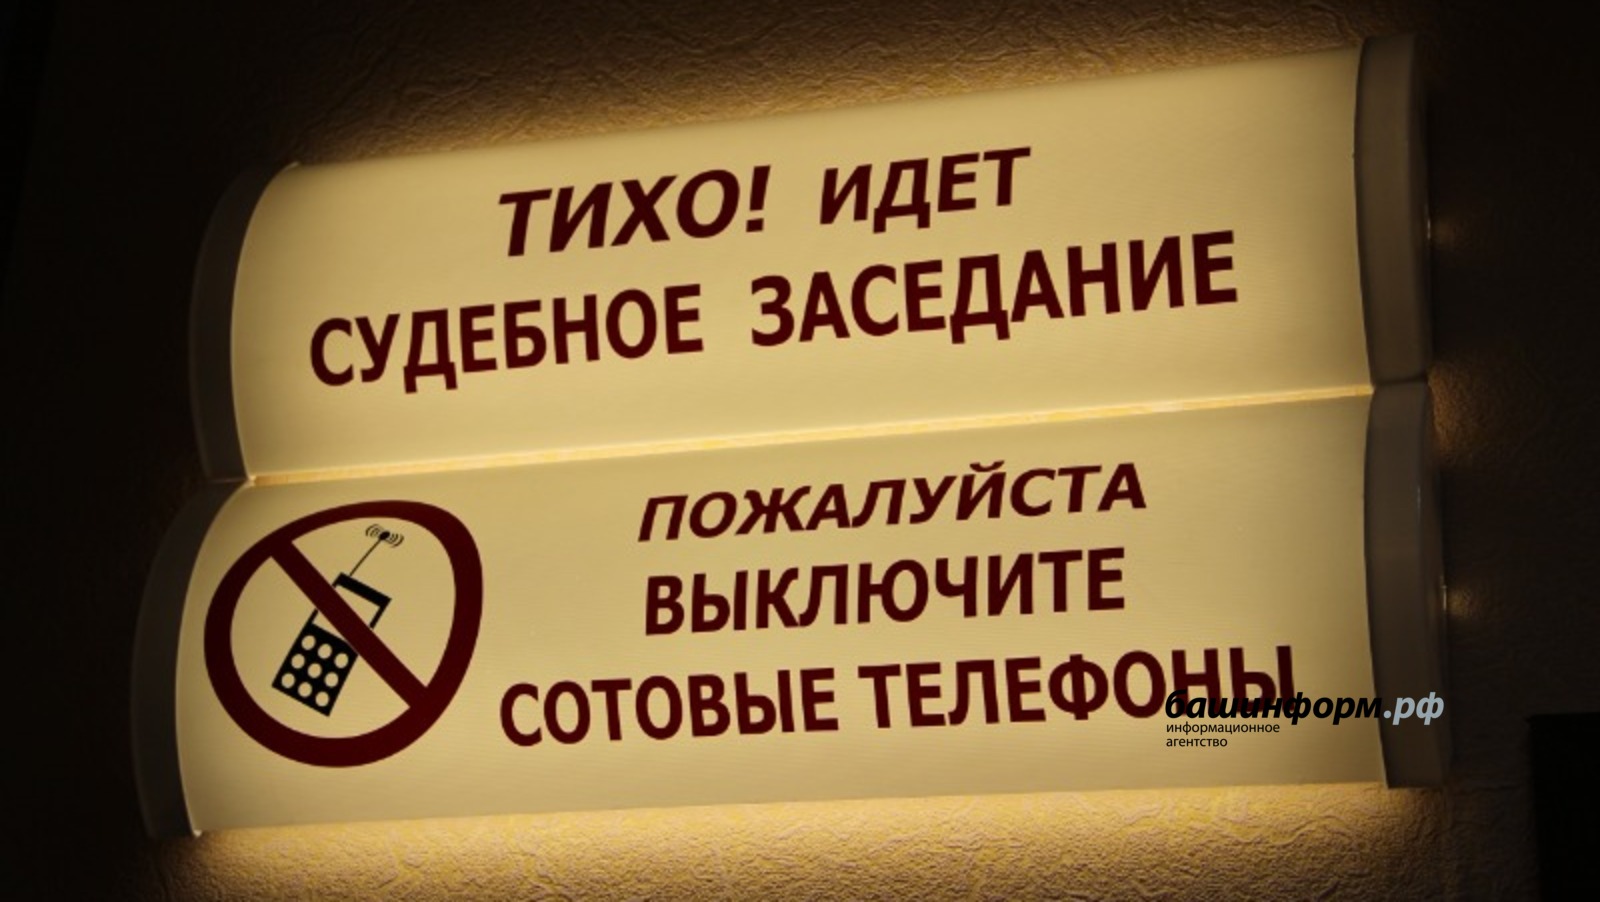 ТИХО! ИДЕТ
СУДЕБНОЕ ЗАСЕДАНИЕ
ПОЖАЛУЙСТА
ВЫКЛЮЧИТЕ
СОТОВЫЕ ТЕЛЕФОНЫ
башинформ.рф
информационное
агентство